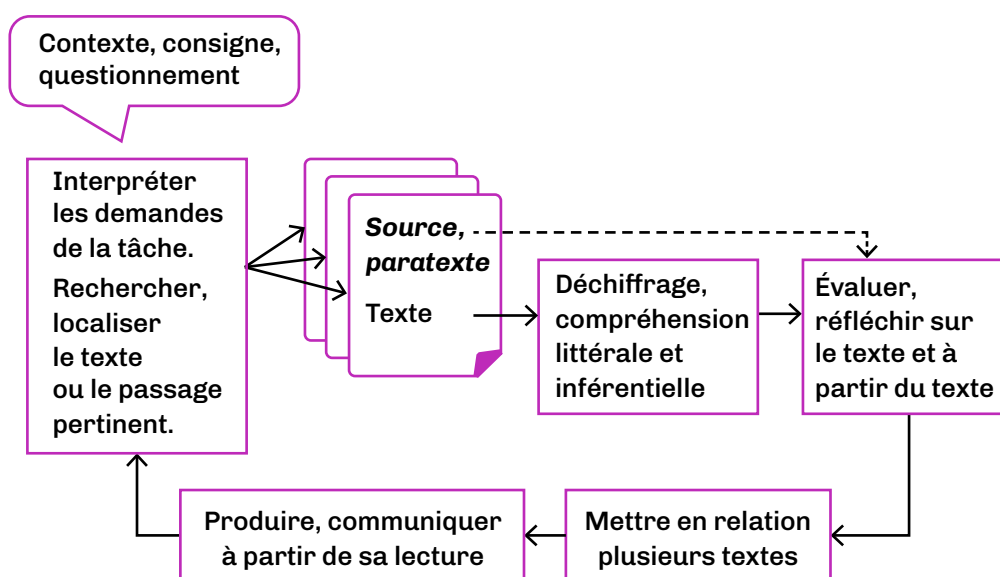 Contexte, consigne,
questionnement
Interpréter
les demandes
de la tâche.
Rechercher,
localiser
le texte
ou le passage
pertinent.
Source,
paratexte
Texte
Déchiffrage,
compréhension
littérale et
inférentielle
Évaluer,
réfléchir sur
le texte et à
partir du texte
Mettre en relation
plusieurs textes
Produire, communiquer
à partir de sa lecture